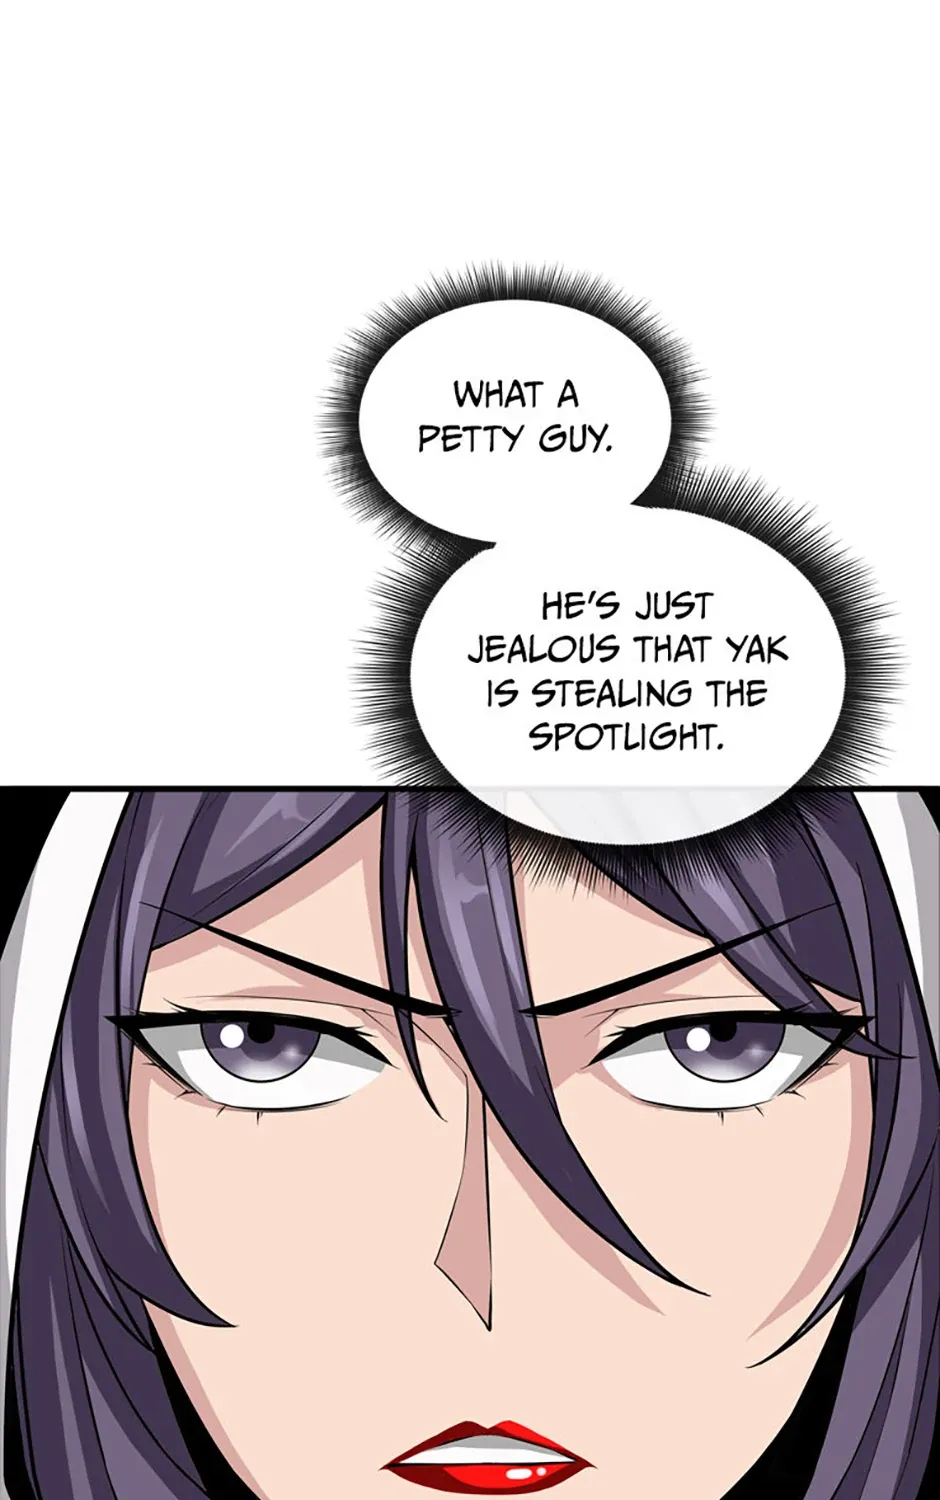 WHAT A
PETTY GUY.
HE'S JUST
JEALOUS THAT YAK
IS STEALING THE
SPOTLIGHT.